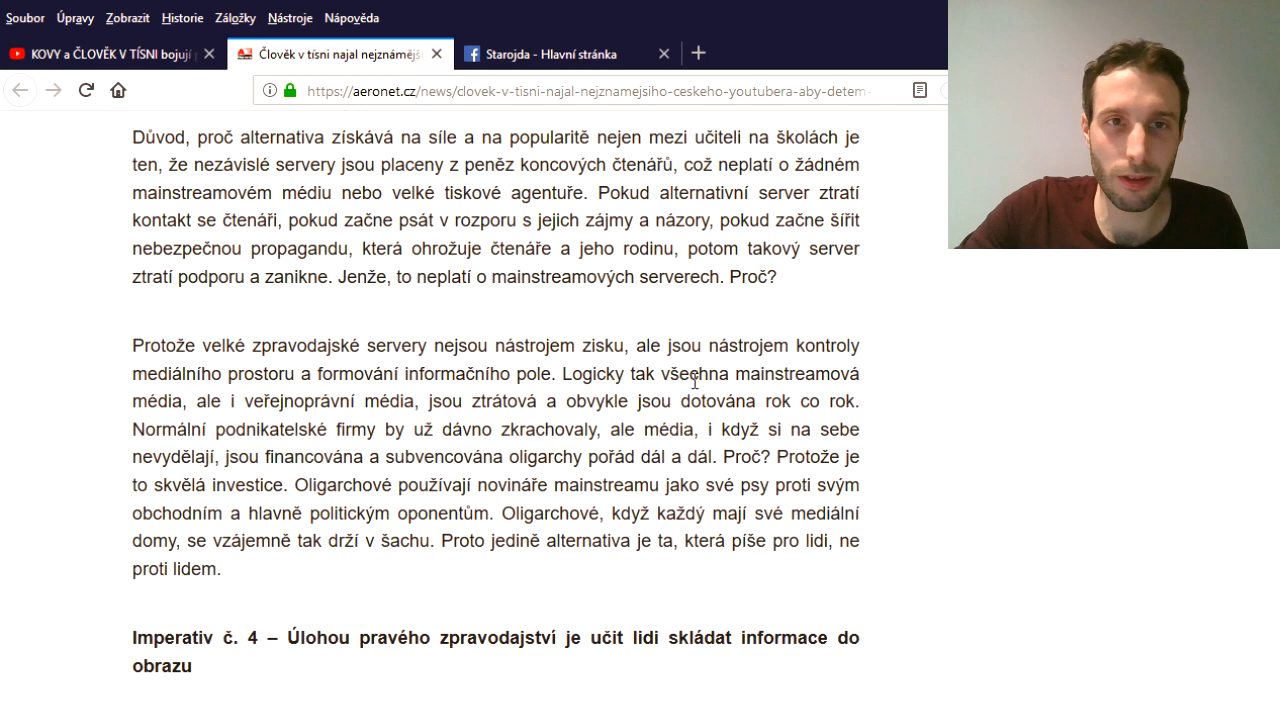 Soubor Úpravy Zobrazit Historie Záložky Nástroje Nápověda
KOVY a ČLOVĚK V TÍSNI bojují
Člověk v tísni najal nejznámějš
Starojda - Hlavní stránka
https://aeronet.cz/news/clovek-v-tisni-najal-nejznamejsiho-ceskeho-youtubera-aby-detem-
Důvod, proč alternativa získává na síle a na popularitě nejen mezi učiteli na školách je
ten, že nezávislé servery jsou placeny z peněz koncových čtenářů, což neplatí o žádném
mainstreamovém médiu nebo velké tiskové agentuře. Pokud alternativní server ztratí
kontakt se čtenáři, pokud začne psát v rozporu s jejich zájmy a názory, pokud začne šířit
nebezpečnou propagandu, která ohrožuje čtenáře a jeho rodinu, potom takový server
ztratí podporu a zanikne. Jenže, to neplatí o mainstreamových serverech. Proč?
Protože velké zpravodajské servery nejsou nástrojem zisku, ale jsou nástrojem kontroly
mediálního prostoru a formování informačního pole. Logicky tak všechna mainstreamová
média, ale i veřejnoprávní média, jsou ztrátová a obvykle jsou dotována rok co rok.
Normální podnikatelské firmy by už dávno zkrachovaly, ale média, i když si na sebe
nevydělají, jsou financována a subvencována oligarchy pořád dál a dál. Proč? Protože je
to skvělá investice. Oligarchové používají novináře mainstreamu jako své psy proti svým
obchodním a hlavně politickým oponentům. Oligarchové, když každý mají své mediální
domy, se vzájemně tak drží v šachu. Proto jedině alternativa je ta, která píše pro lidi, ne
proti lidem.
Imperativ č. 4 – Úlohou pravého zpravodajství je učit lidi skládat informace do
obrazu